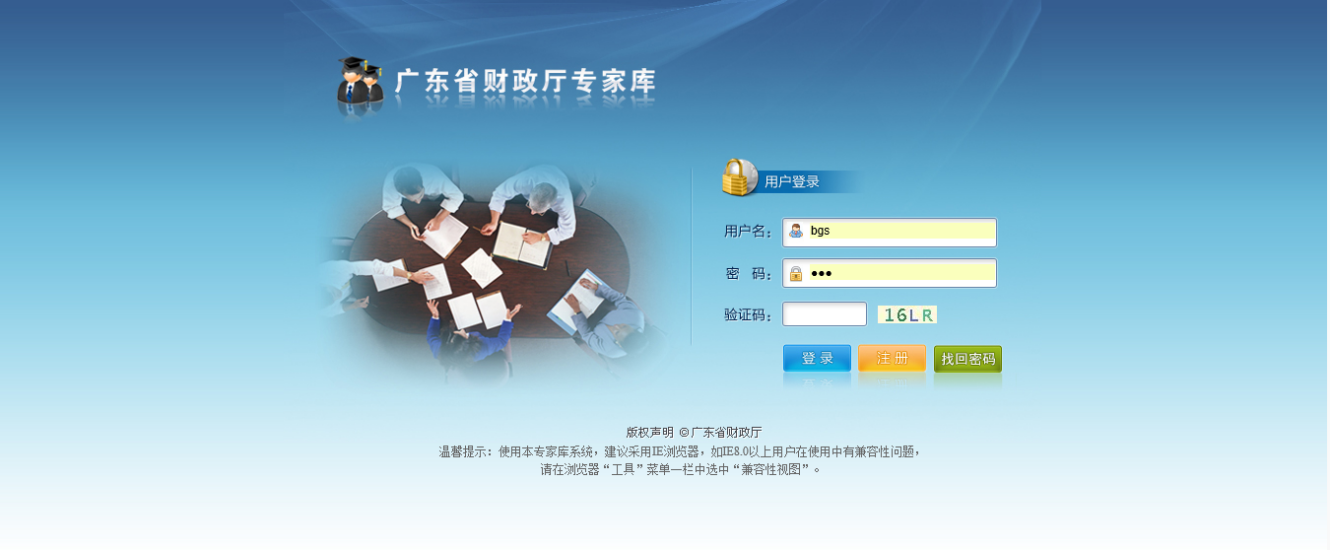 广东省财政厅专家库
用户登录
用户名: bgs
密 码: •••
验证码: 16LR
登 录 注 册 找回密码
版权声明 ©广东省财政厅
温馨提示：使用本专家库系统，建议采用IE浏览器，如IE8.0以上用户在使用中有兼容性问题，
请在浏览器“工具”菜单一栏中选中“兼容性视图”。